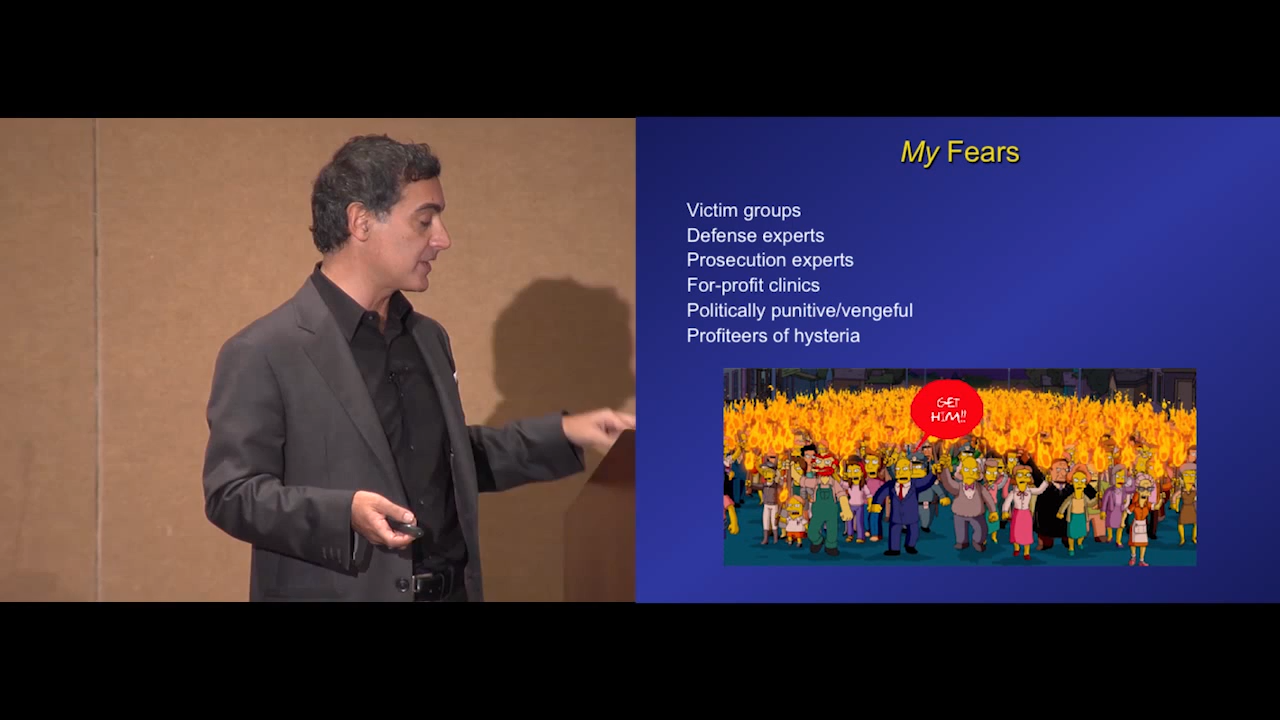 My Fears
Victim groups
Defense experts
Prosecution experts
For-profit clinics
Politically punitive/vengeful
Profiteers of hysteria
GET
HIM!!